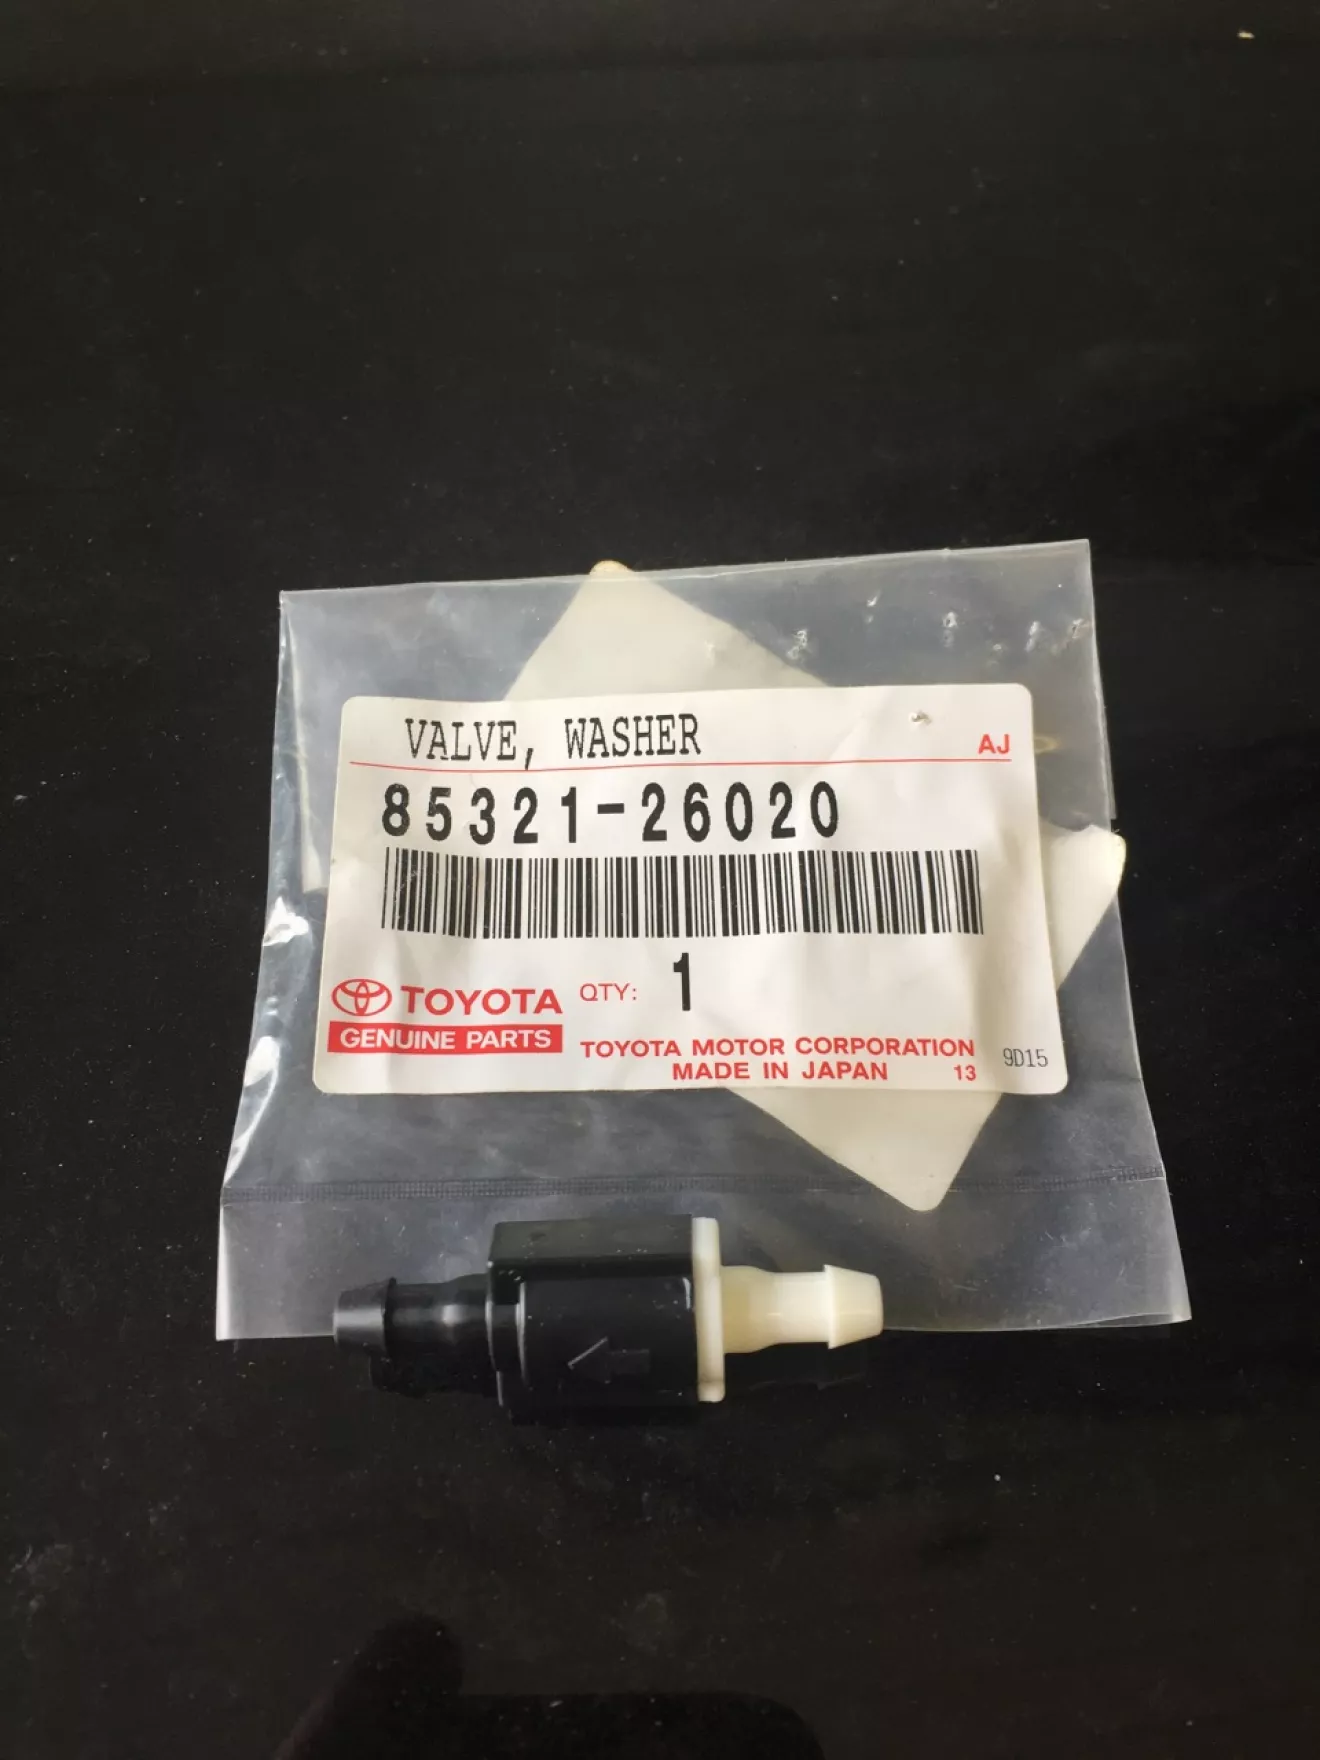 VALVE, WASHER
AJ
85321-26020
TOYOTA
GENUINE PARTS
QTY: 1
TOYOTA MOTOR CORPORATION
MADE IN JAPAN 13
9D15